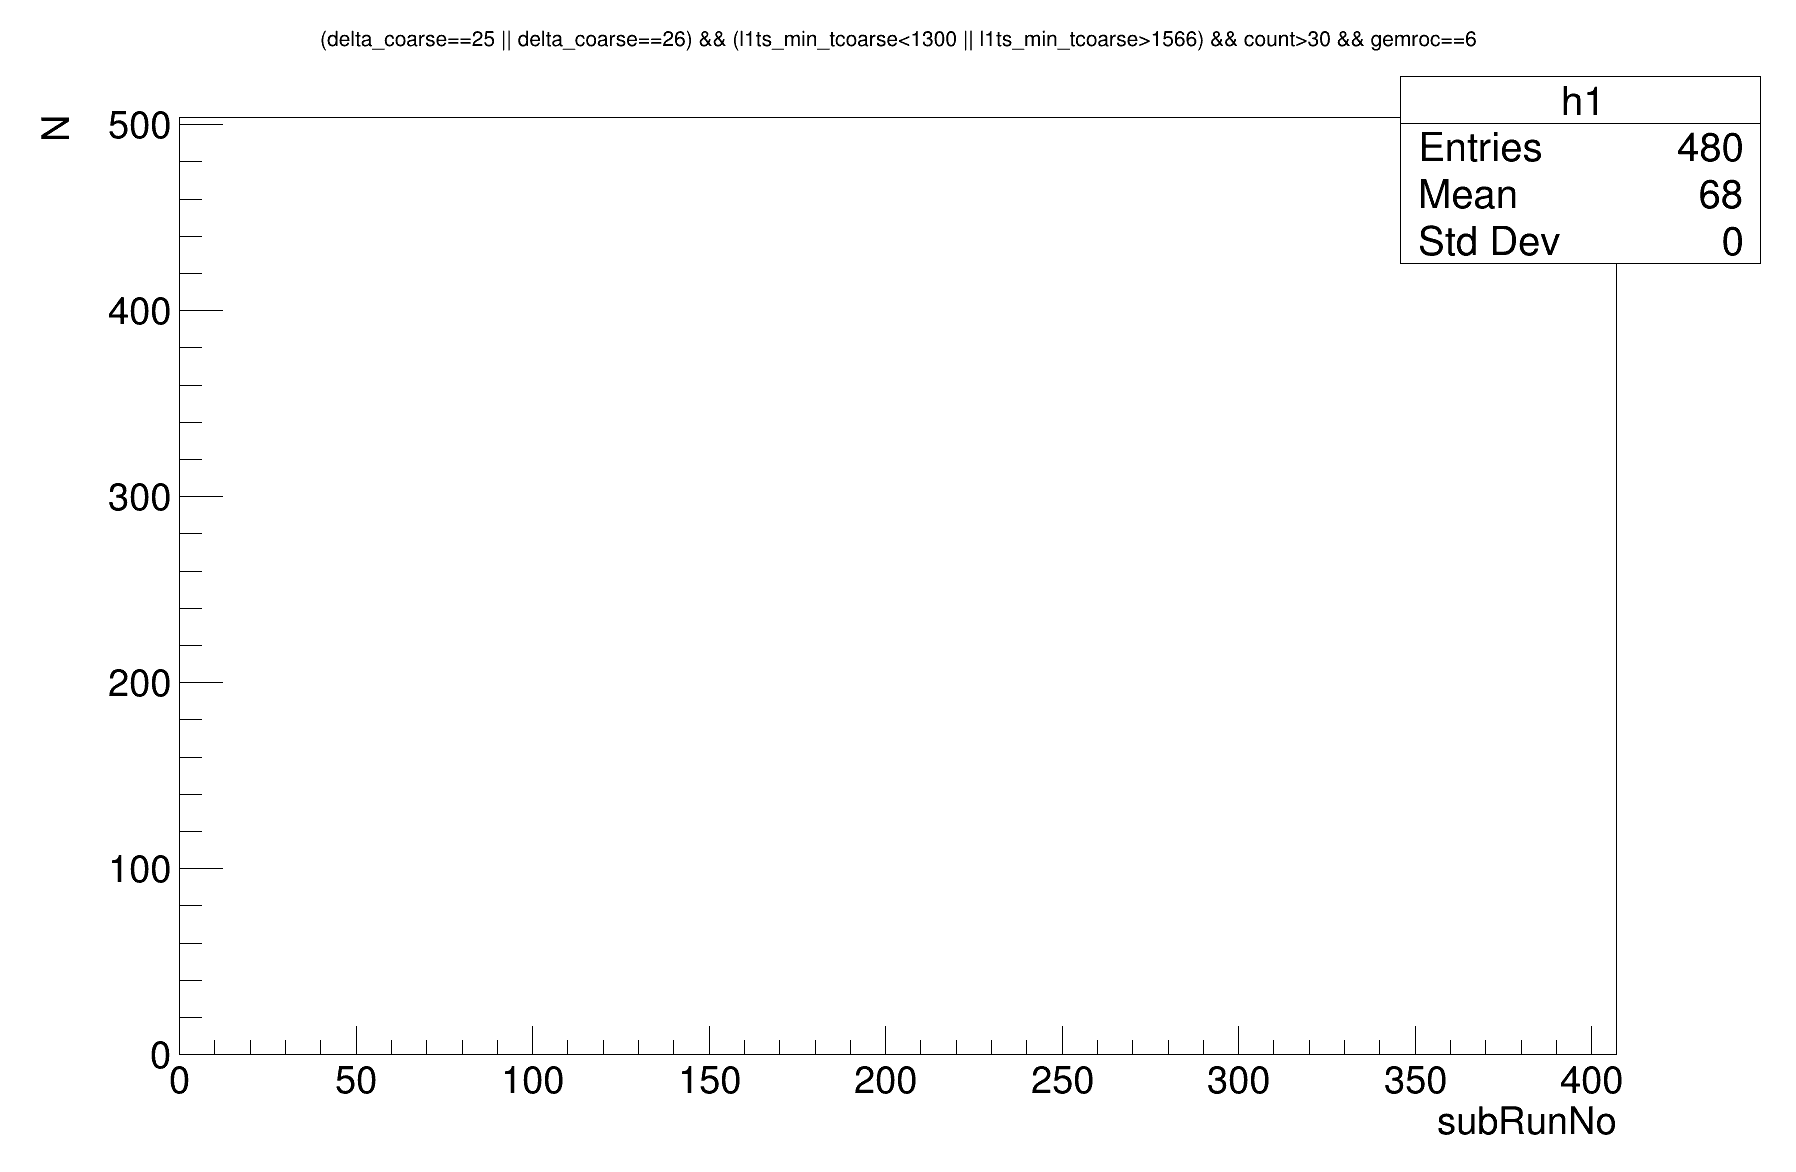 (delta_coarse==25 || delta_coarse==26) && (l1ts_min_tcoarse<1300 || l1ts_min_tcoarse>1566) && count>30 && gemroc==6
h1
Entries 480
Mean 68
Std Dev 0
N
500
400
300
200
100
0
0 50 100 150 200 250 300 350 400
subRunNo